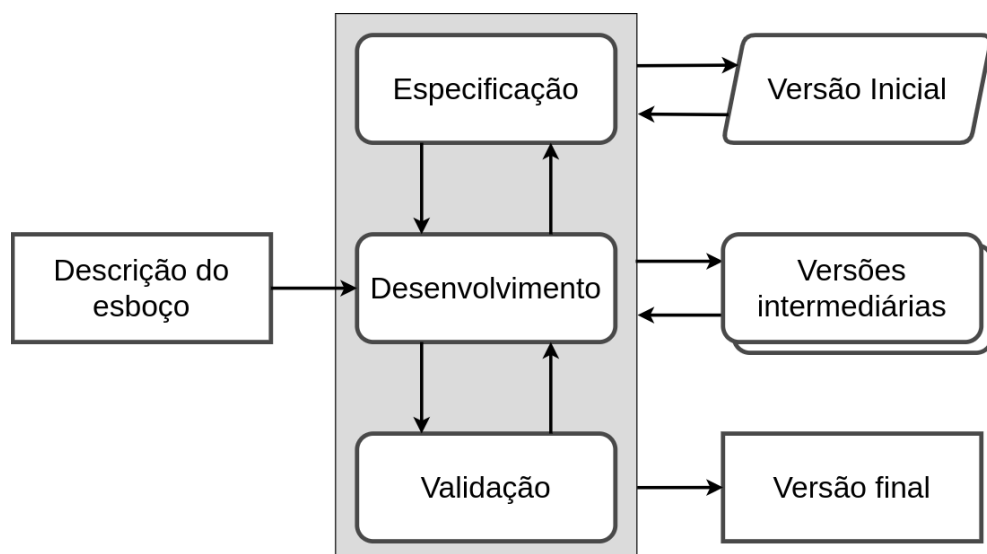 Especificação
Versão Inicial
Descrição do
esboço
Desenvolvimento
Versões
intermediárias
Validação
Versão final